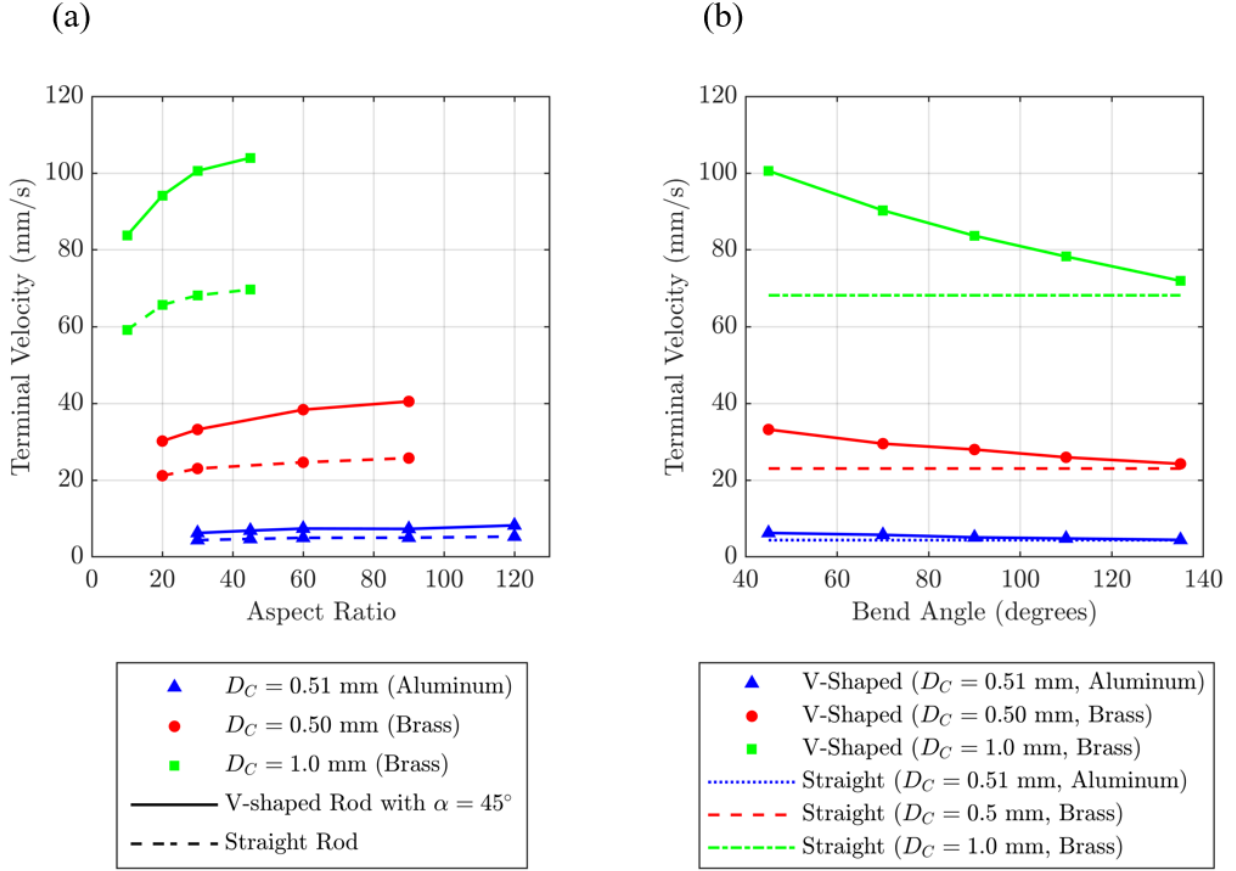 (a)
120
100
80
60
40
20
0
Terminal Velocity (mm/s)
0 20 40 60 80 100 120
Aspect Ratio
D_C = 0.51 mm (Aluminum)
D_C = 0.50 mm (Brass)
D_C = 1.0 mm (Brass)
V-shaped Rod with α = 45°
Straight Rod
(b)
120
100
80
60
40
20
0
Terminal Velocity (mm/s)
40 60 80 100 120 140
Bend Angle (degrees)
V-Shaped (D_C = 0.51 mm, Aluminum)
V-Shaped (D_C = 0.50 mm, Brass)
V-Shaped (D_C = 1.0 mm, Brass)
Straight (D_C = 0.51 mm, Aluminum)
Straight (D_C = 0.5 mm, Brass)
Straight (D_C = 1.0 mm, Brass)